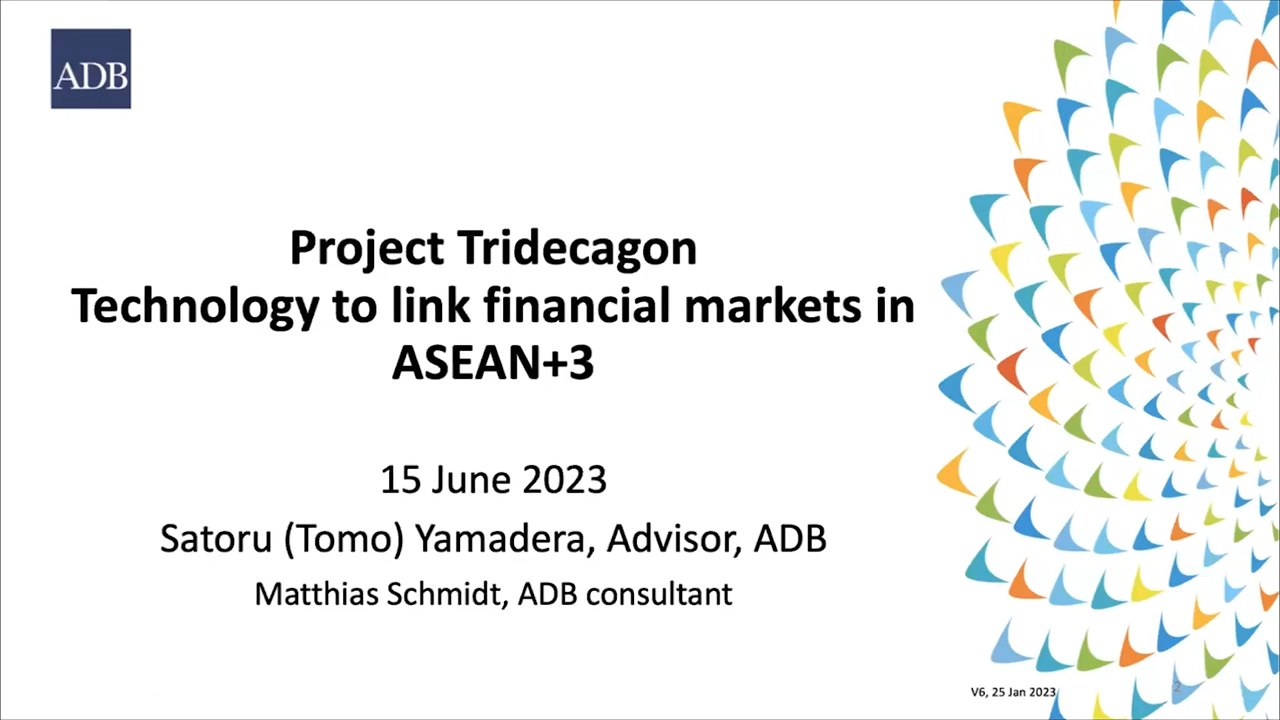 ADB
Project Tridecagon
Technology to link financial markets in
ASEAN+3
15 June 2023
Satoru (Tomo) Yamadera, Advisor, ADB
Matthias Schmidt, ADB consultant
V6, 25 Jan 2023
2